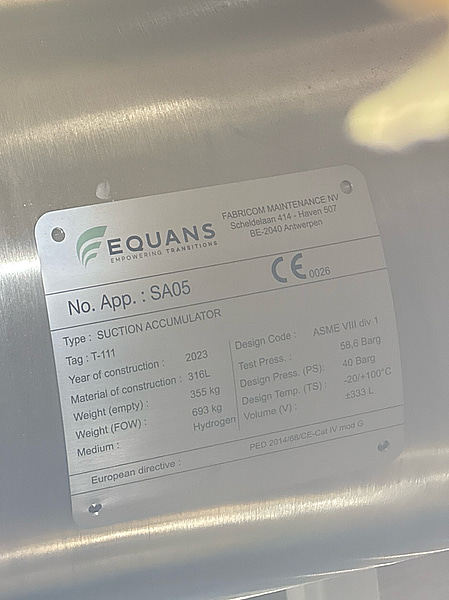 EQUANS
EMPOWERING TRANSITIONS
FABRICOM MAINTENANCE NV
Scheldelaan 414 - Haven 507
BE-2040 Antwerpen
No. App. : SA05
CE 0026
Type : SUCTION ACCUMULATOR
Tag : T-111
Year of construction : 2023
Material of construction : 316L
Weight (empty) : 355 kg
Weight (FOW) : 693 kg
Medium : Hydrogen
Design Code : ASME VIII div 1
Test Press. : 58,6 Barg
Design Press. (PS): 40 Barg
Design Temp. (TS) : -20/+100°C
Volume (V) : ±333 L
European directive : PED 2014/68/CE-Cat IV mod G